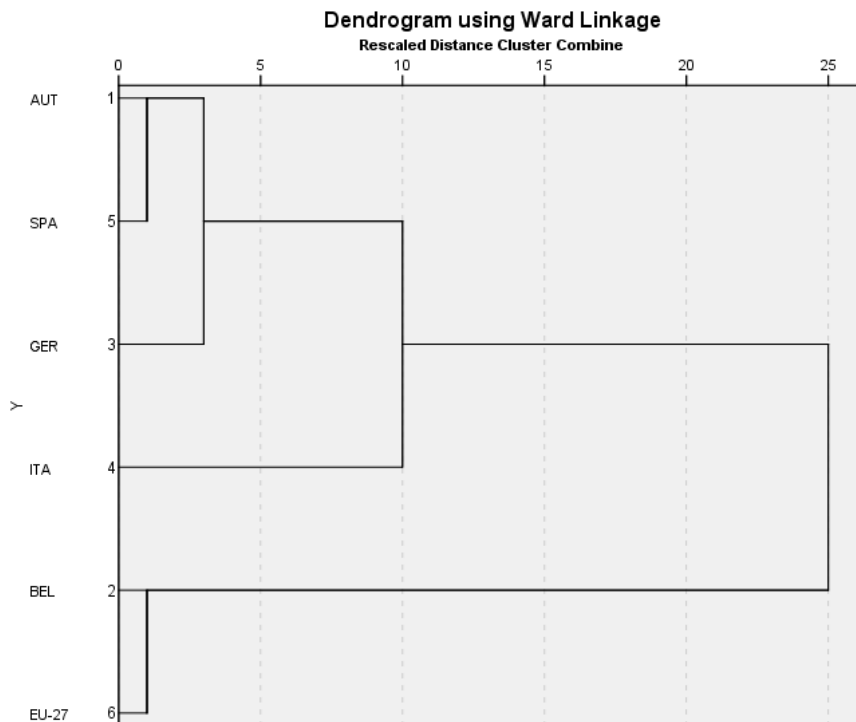 Dendrogram using Ward Linkage
Rescaled Distance Cluster Combine
0 5 10 15 20 25
AUT 1
SPA 5
GER 3
Y
ITA 4
BEL 2
EU-27 6